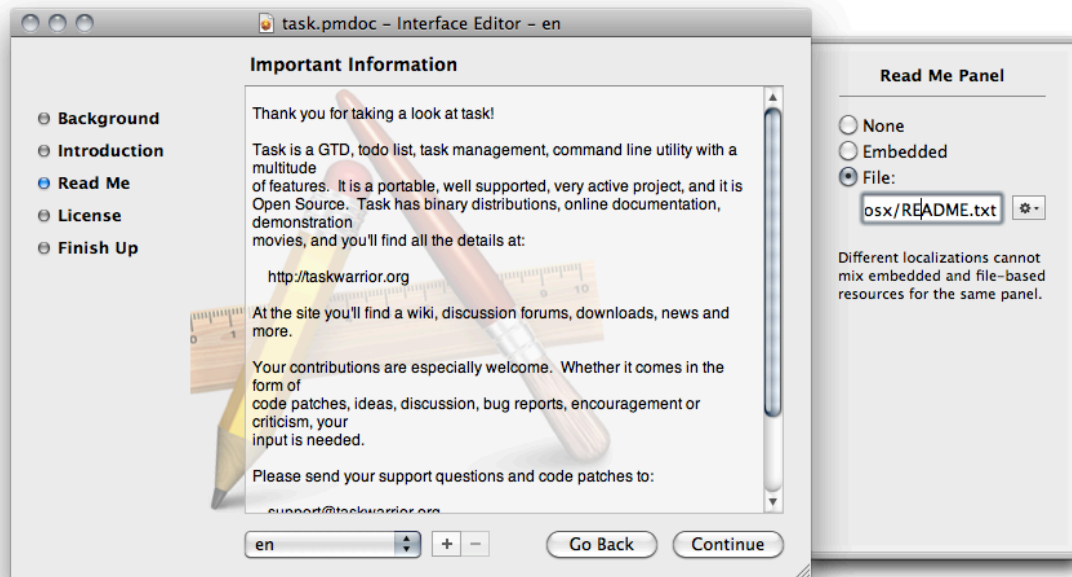 task.pmdoc – Interface Editor – en
Important Information
Background
Introduction
Read Me
License
Finish Up
Thank you for taking a look at task!
Task is a GTD, todo list, task management, command line utility with a
multitude
of features.  It is a portable, well supported, very active project, and it is
Open Source.  Task has binary distributions, online documentation,
demonstration
movies, and you'll find all the details at:
http://taskwarrior.org
At the site you'll find a wiki, discussion forums, downloads, news and
more.
Your contributions are especially welcome.  Whether it comes in the
form of
code patches, ideas, discussion, bug reports, encouragement or
criticism, your
input is needed.
Please send your support questions and code patches to:
support@taskwarrior.org
en
+
−
Go Back
Continue
Read Me Panel
None
Embedded
File:
osx/README.txt
Different localizations cannot
mix embedded and file-based
resources for the same panel.